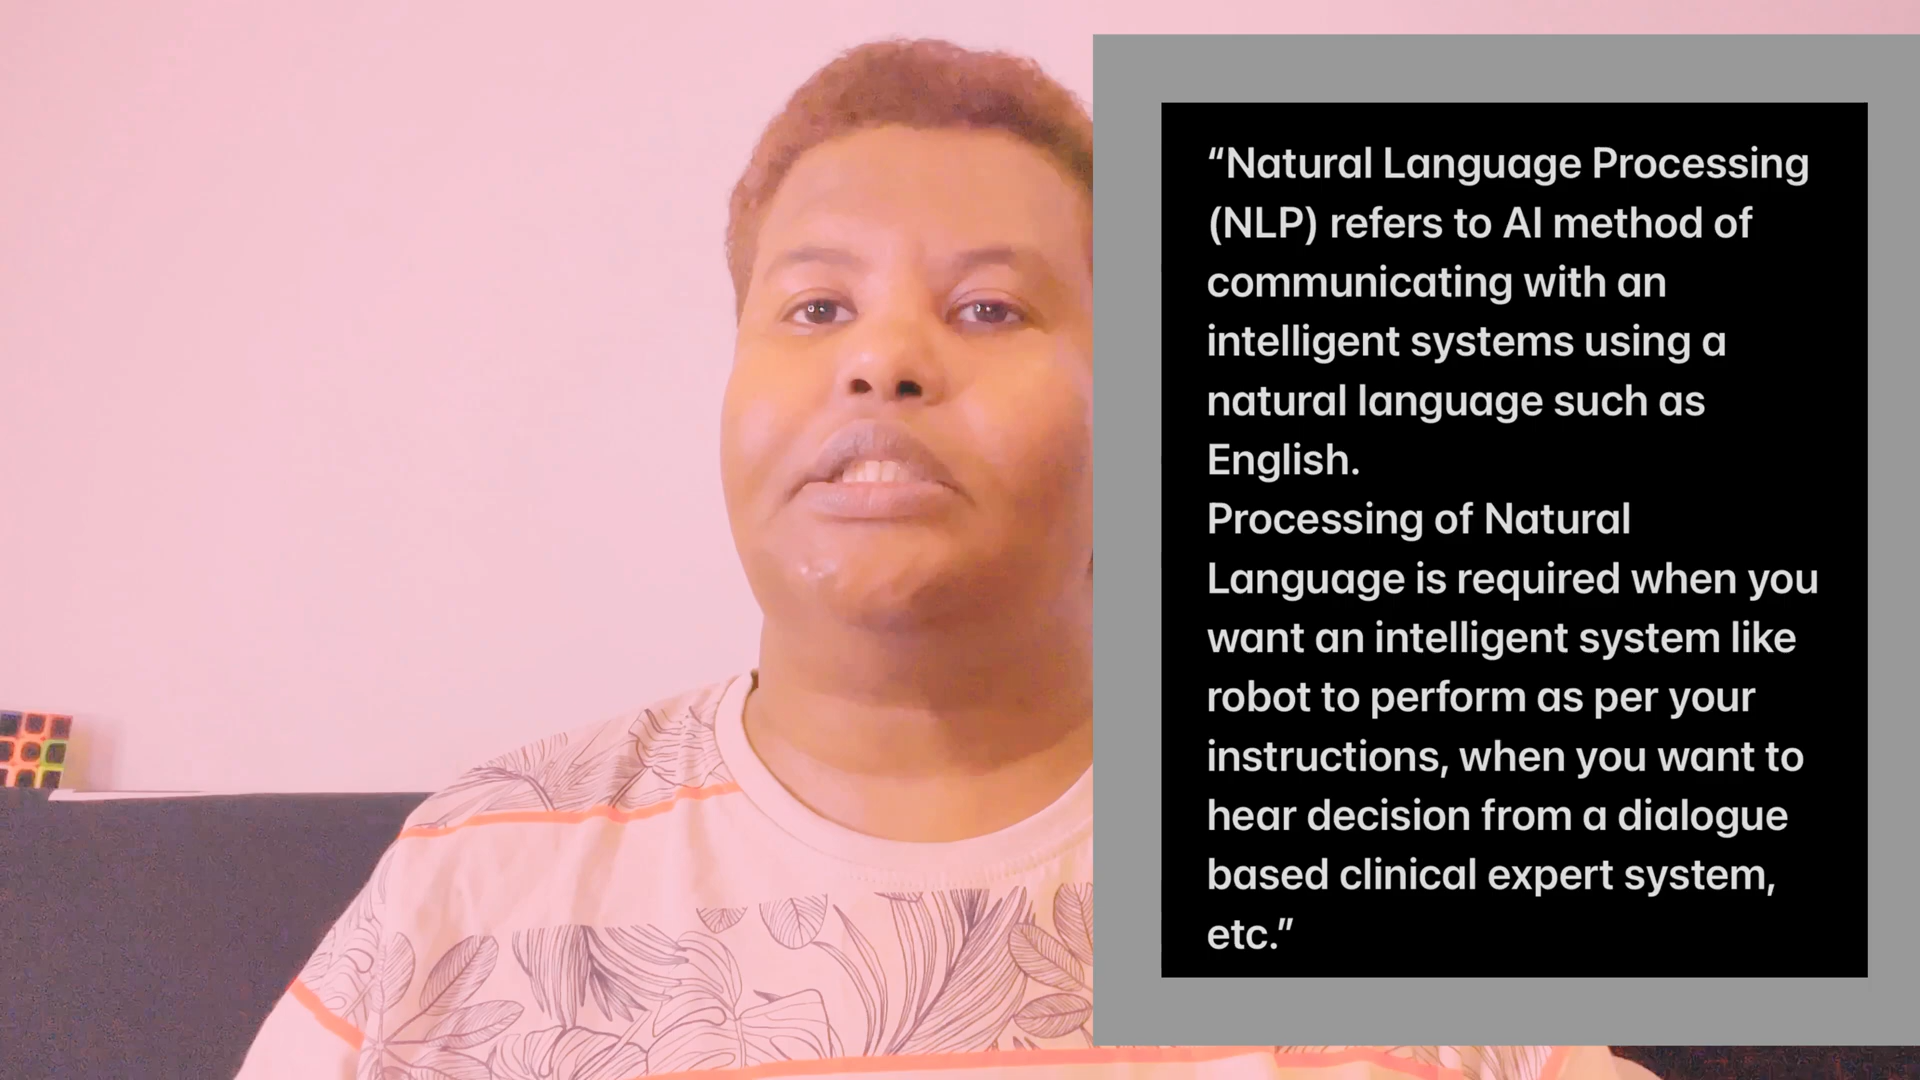 “Natural Language Processing
(NLP) refers to AI method of
communicating with an
intelligent systems using a
natural language such as
English.
Processing of Natural
Language is required when you
want an intelligent system like
robot to perform as per your
instructions, when you want to
hear decision from a dialogue
based clinical expert system,
etc.”